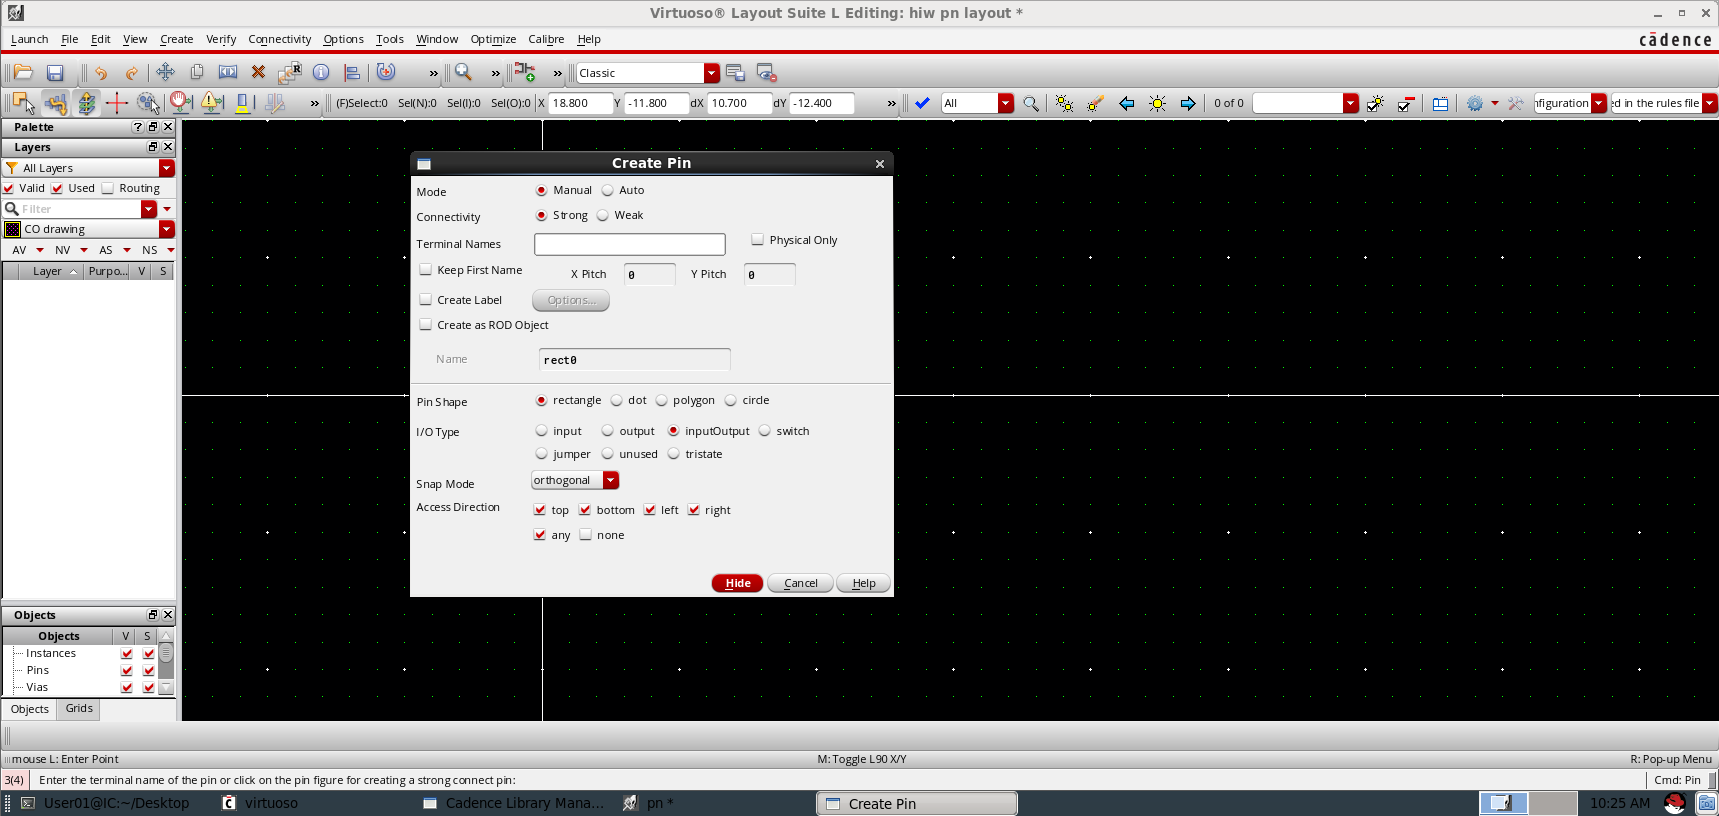 Virtuoso® Layout Suite L Editing: hiw pn layout *
Launch File Edit View Create Verify Connectivity Options Tools Window Optimize Calibre Help
cādence
» » » Classic
» (F)Select:0 Sel(N):0 Sel(I):0 Sel(O):0 X 18.800 Y -11.800 dX 10.700 dY -12.400 » All 0 of 0 nfiguration ed in the rules file
Palette
Layers
All Layers
Valid Used Routing
Filter
CO drawing
AV NV AS NS
Layer Purpo... V S
Create Pin
Mode Manual Auto
Connectivity Strong Weak
Terminal Names Physical Only
Keep First Name X Pitch 0 Y Pitch 0
Create Label Options...
Create as ROD Object
Name rect0
Pin Shape rectangle dot polygon circle
I/O Type input output inputOutput switch
jumper unused tristate
Snap Mode orthogonal
Access Direction top bottom left right
any none
Hide Cancel Help
Objects
Objects V S
Instances
Pins
Vias
Objects Grids
mouse L: Enter Point M: Toggle L90 X/Y R: Pop-up Menu
3(4) Enter the terminal name of the pin or click on the pin figure for creating a strong connect pin: Cmd: Pin
User01@IC:~/Desktop virtuoso Cadence Library Mana... pn * Create Pin 10:25 AM